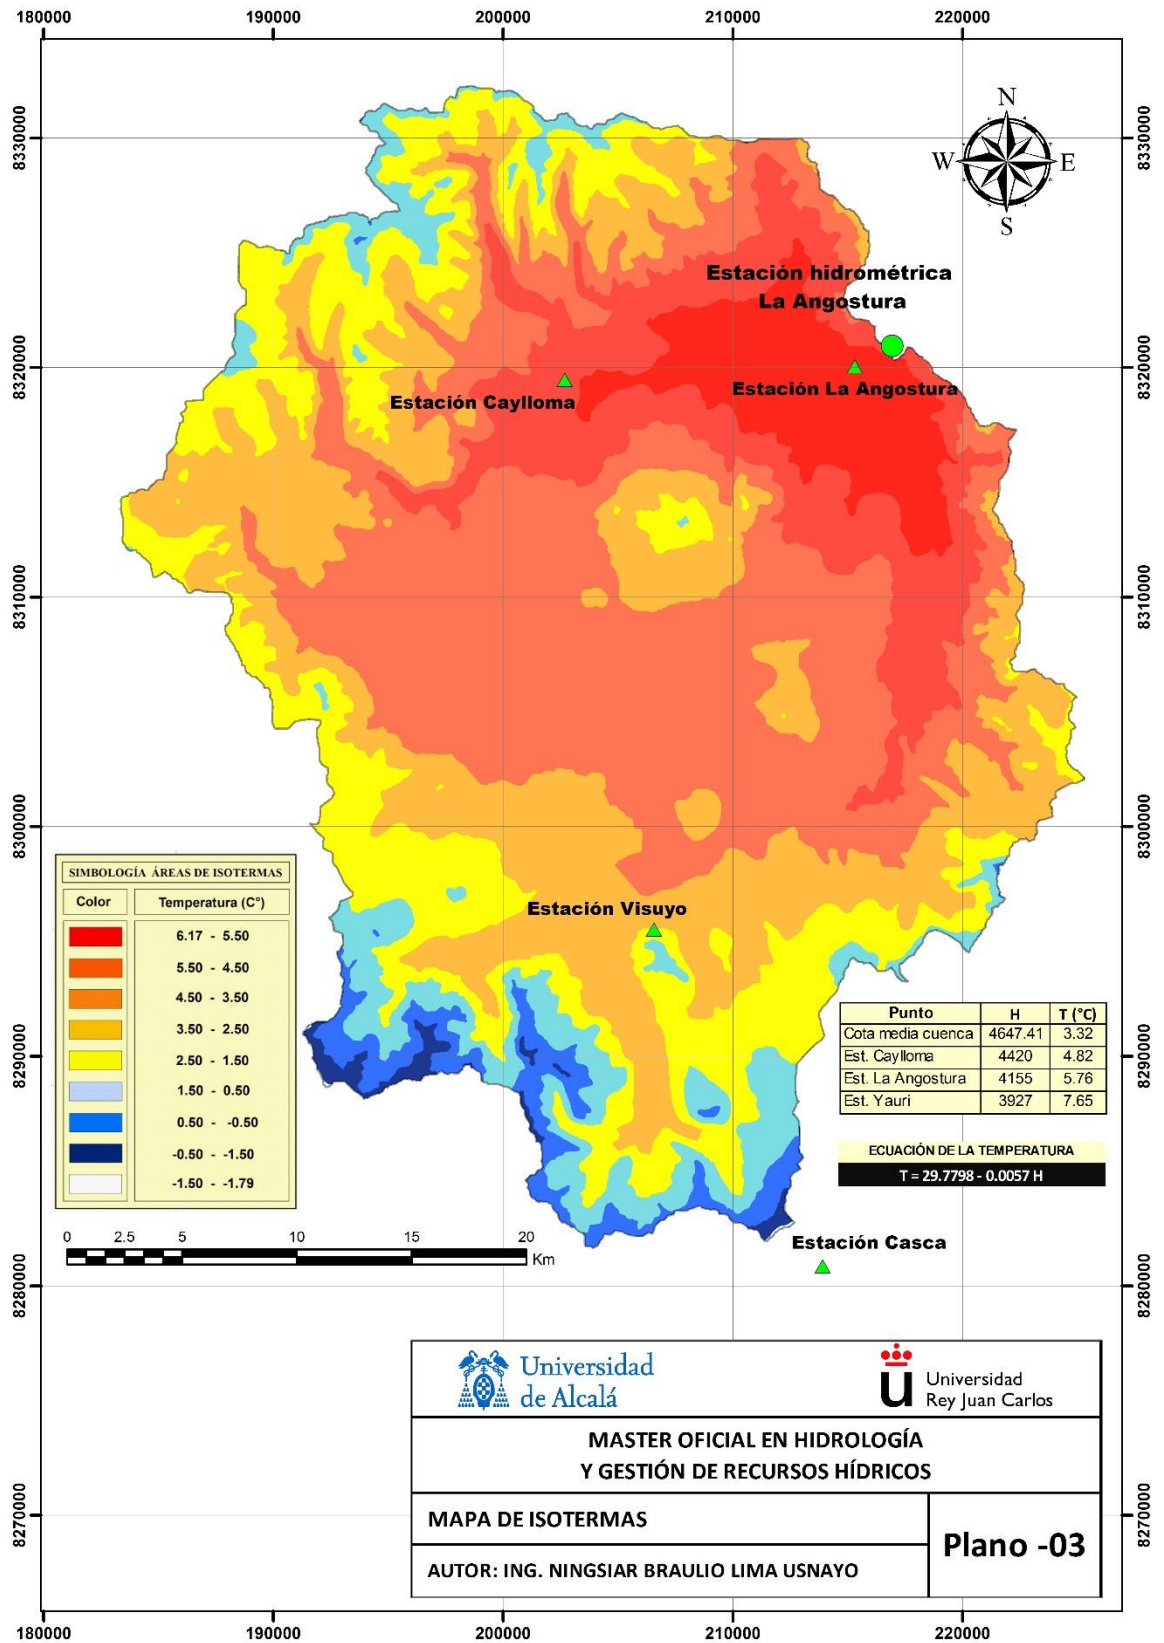 180000 190000 200000 210000 220000
8330000 8330000
N
W E
S
Estación hidrométrica
La Angostura
8320000 8320000
Estación La Angostura
Estación Caylloma
8310000 8310000
8300000 8300000
SIMBOLOGÍA ÁREAS DE ISOTERMAS
Color Temperatura (C°)
6.17 - 5.50
5.50 - 4.50
4.50 - 3.50
3.50 - 2.50
2.50 - 1.50
1.50 - 0.50
0.50 - -0.50
-0.50 - -1.50
-1.50 - -1.79
Estación Visuyo
Punto H T (°C)
Cota media cuenca 4647.41 3.32
Est. Caylloma 4420 4.82
Est. La Angostura 4155 5.76
Est. Yauri 3927 7.65
8290000 8290000
ECUACIÓN DE LA TEMPERATURA
T = 29.7798 - 0.0057 H
0 2.5 5 10 15 20
Km
Estación Casca
8280000 8280000
Universidad
de Alcalá
u
Universidad
Rey Juan Carlos
MASTER OFICIAL EN HIDROLOGÍA
Y GESTIÓN DE RECURSOS HÍDRICOS
MAPA DE ISOTERMAS
AUTOR: ING. NINGSIAR BRAULIO LIMA USNAYO
Plano -03
8270000 8270000
180000 190000 200000 210000 220000